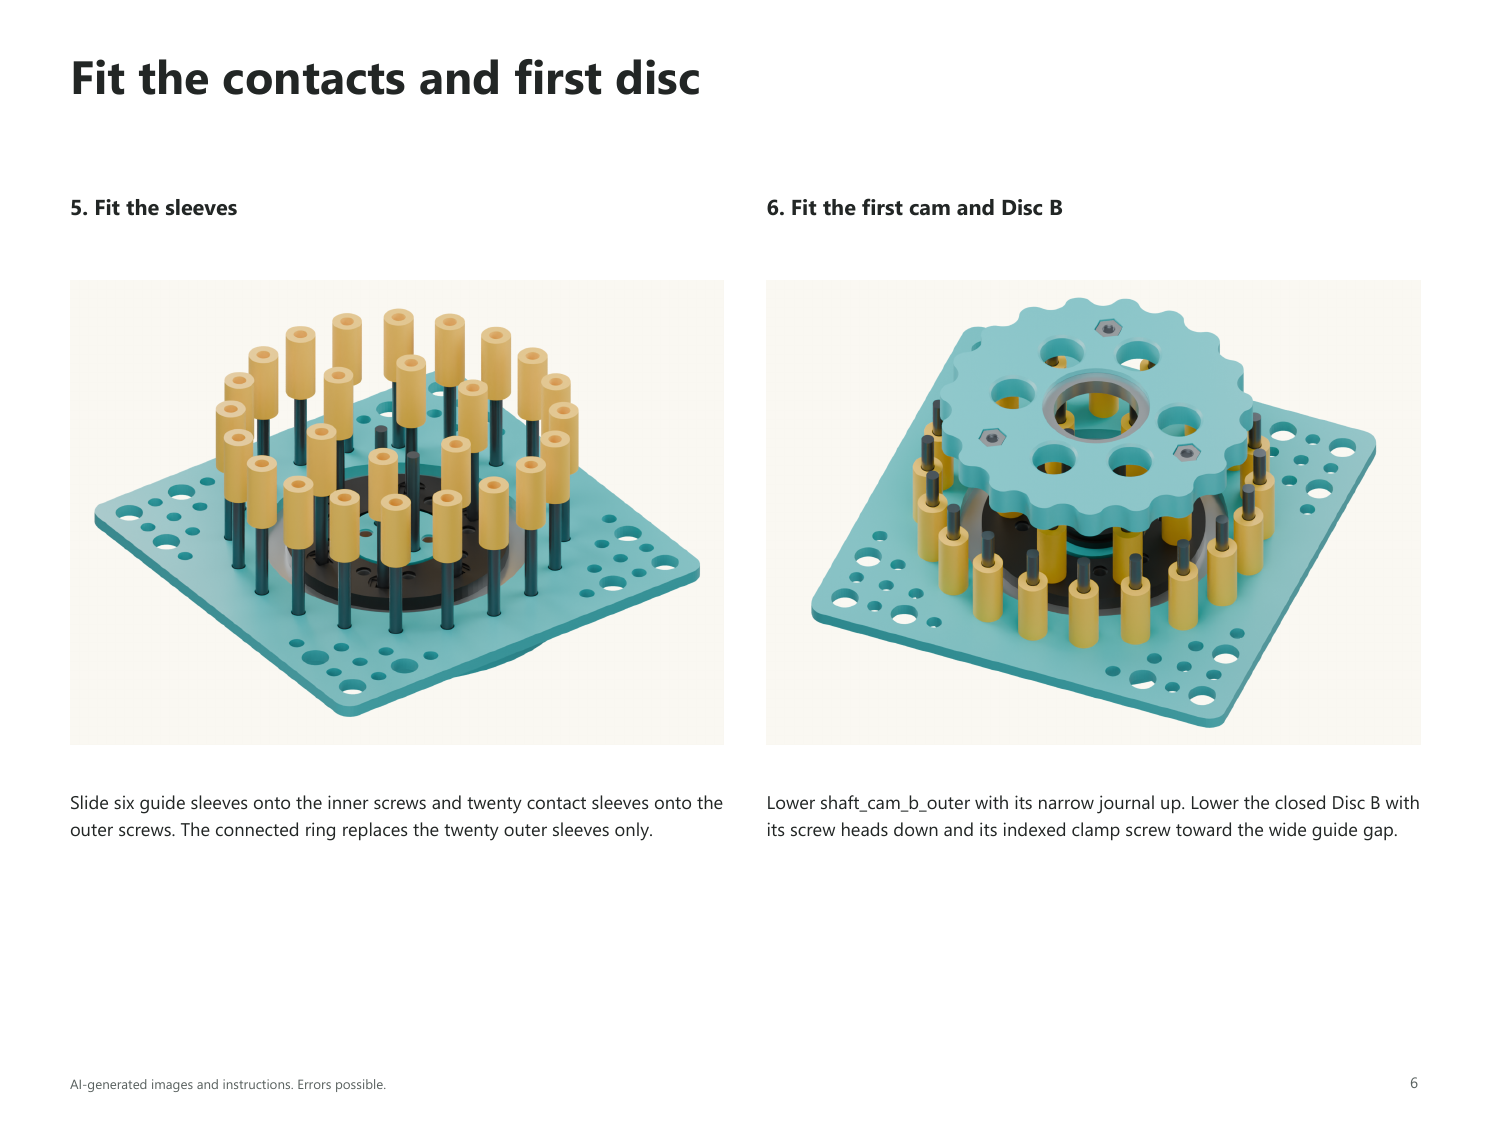 Fit the contacts and first disc
5. Fit the sleeves
Slide six guide sleeves onto the inner screws and twenty contact sleeves onto the
outer screws. The connected ring replaces the twenty outer sleeves only.
6. Fit the first cam and Disc B
Lower shaft_cam_b_outer with its narrow journal up. Lower the closed Disc B with
its screw heads down and its indexed clamp screw toward the wide guide gap.
AI-generated images and instructions. Errors possible.
6